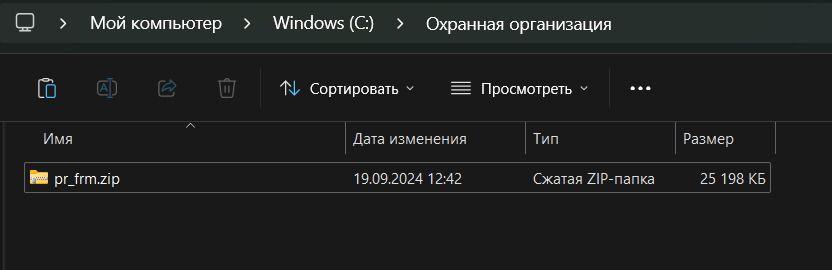 Мой компьютер > Windows (C:) > Охранная организация
Сортировать Просмотреть •••
Имя Дата изменения Тип Размер
pr_frm.zip 19.09.2024 12:42 Сжатая ZIP-папка 25 198 КБ